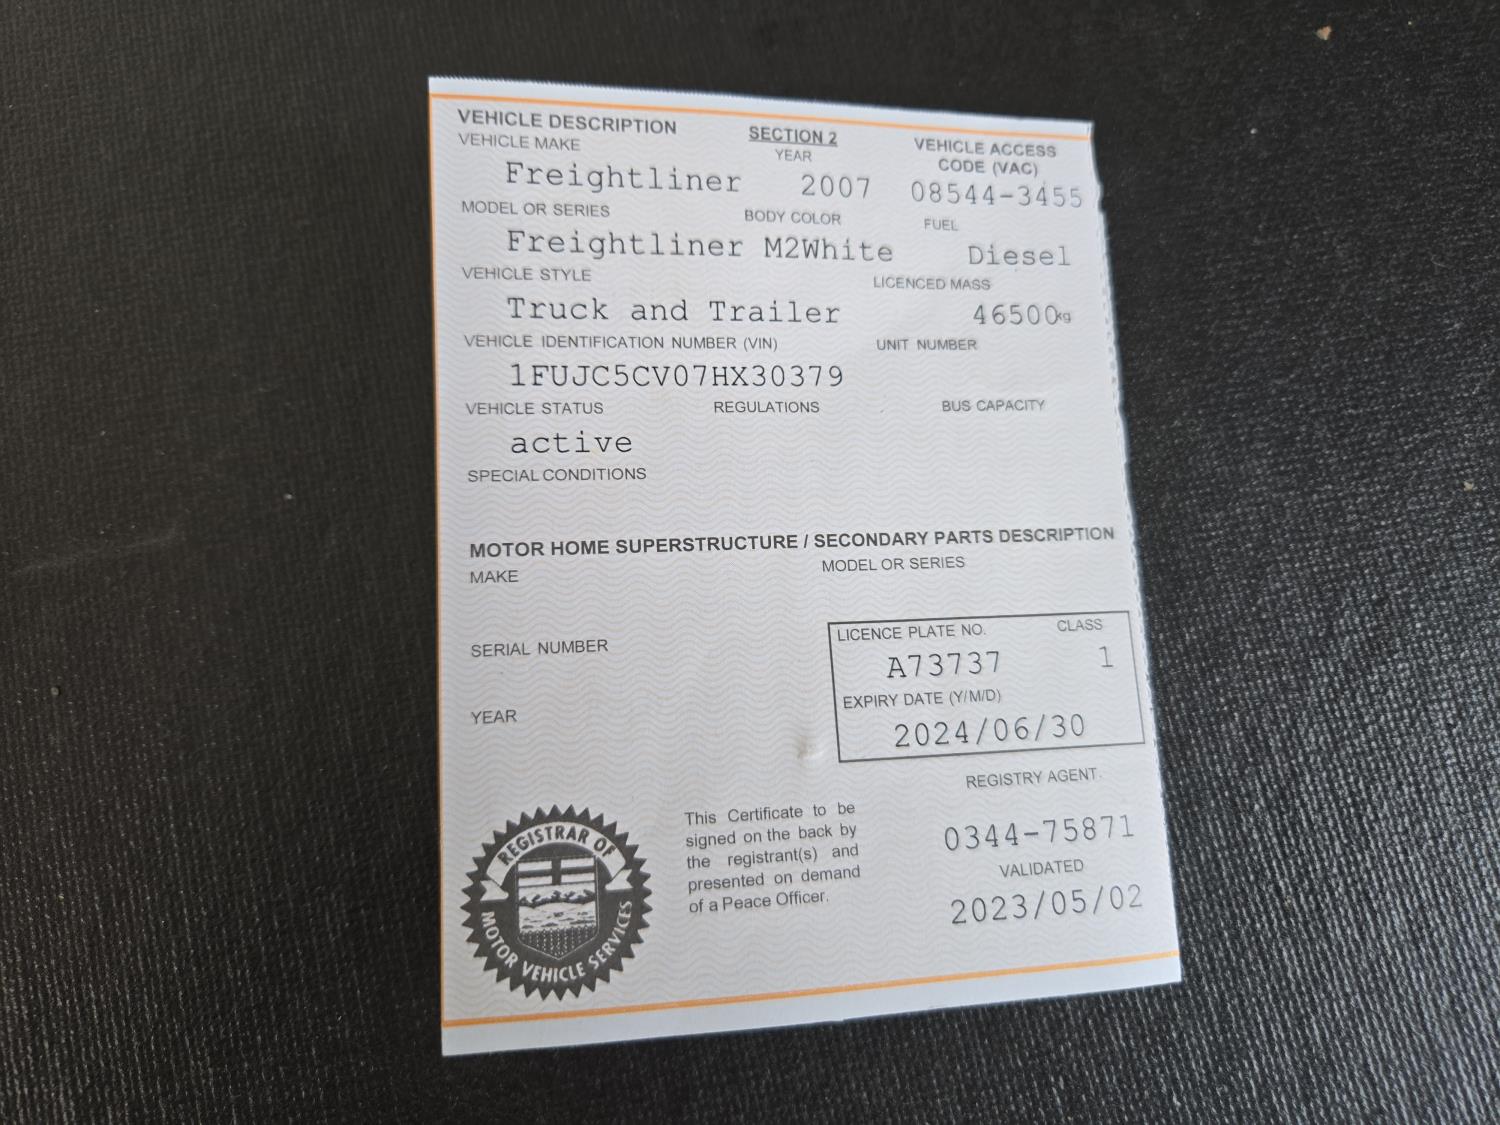 VEHICLE DESCRIPTION SECTION 2 VEHICLE ACCESS
VEHICLE MAKE YEAR CODE (VAC)
Freightliner 2007 08544-3455
MODEL OR SERIES BODY COLOR FUEL
Freightliner M2White Diesel
VEHICLE STYLE LICENCED MASS
Truck and Trailer 46500kg
VEHICLE IDENTIFICATION NUMBER (VIN) UNIT NUMBER
1FUJC5CV07HX30379
VEHICLE STATUS REGULATIONS BUS CAPACITY
active
SPECIAL CONDITIONS
MOTOR HOME SUPERSTRUCTURE / SECONDARY PARTS DESCRIPTION
MAKE MODEL OR SERIES
LICENCE PLATE NO. CLASS
SERIAL NUMBER
A73737 1
EXPIRY DATE (Y/M/D)
YEAR
2024/06/30
REGISTRY AGENT.
This Certificate to be
signed on the back by
the registrant(s) and
presented on demand
of a Peace Officer.
0344-75871
VALIDATED
2023/05/02
REGISTRAR OF
MOTOR VEHICLE SERVICES